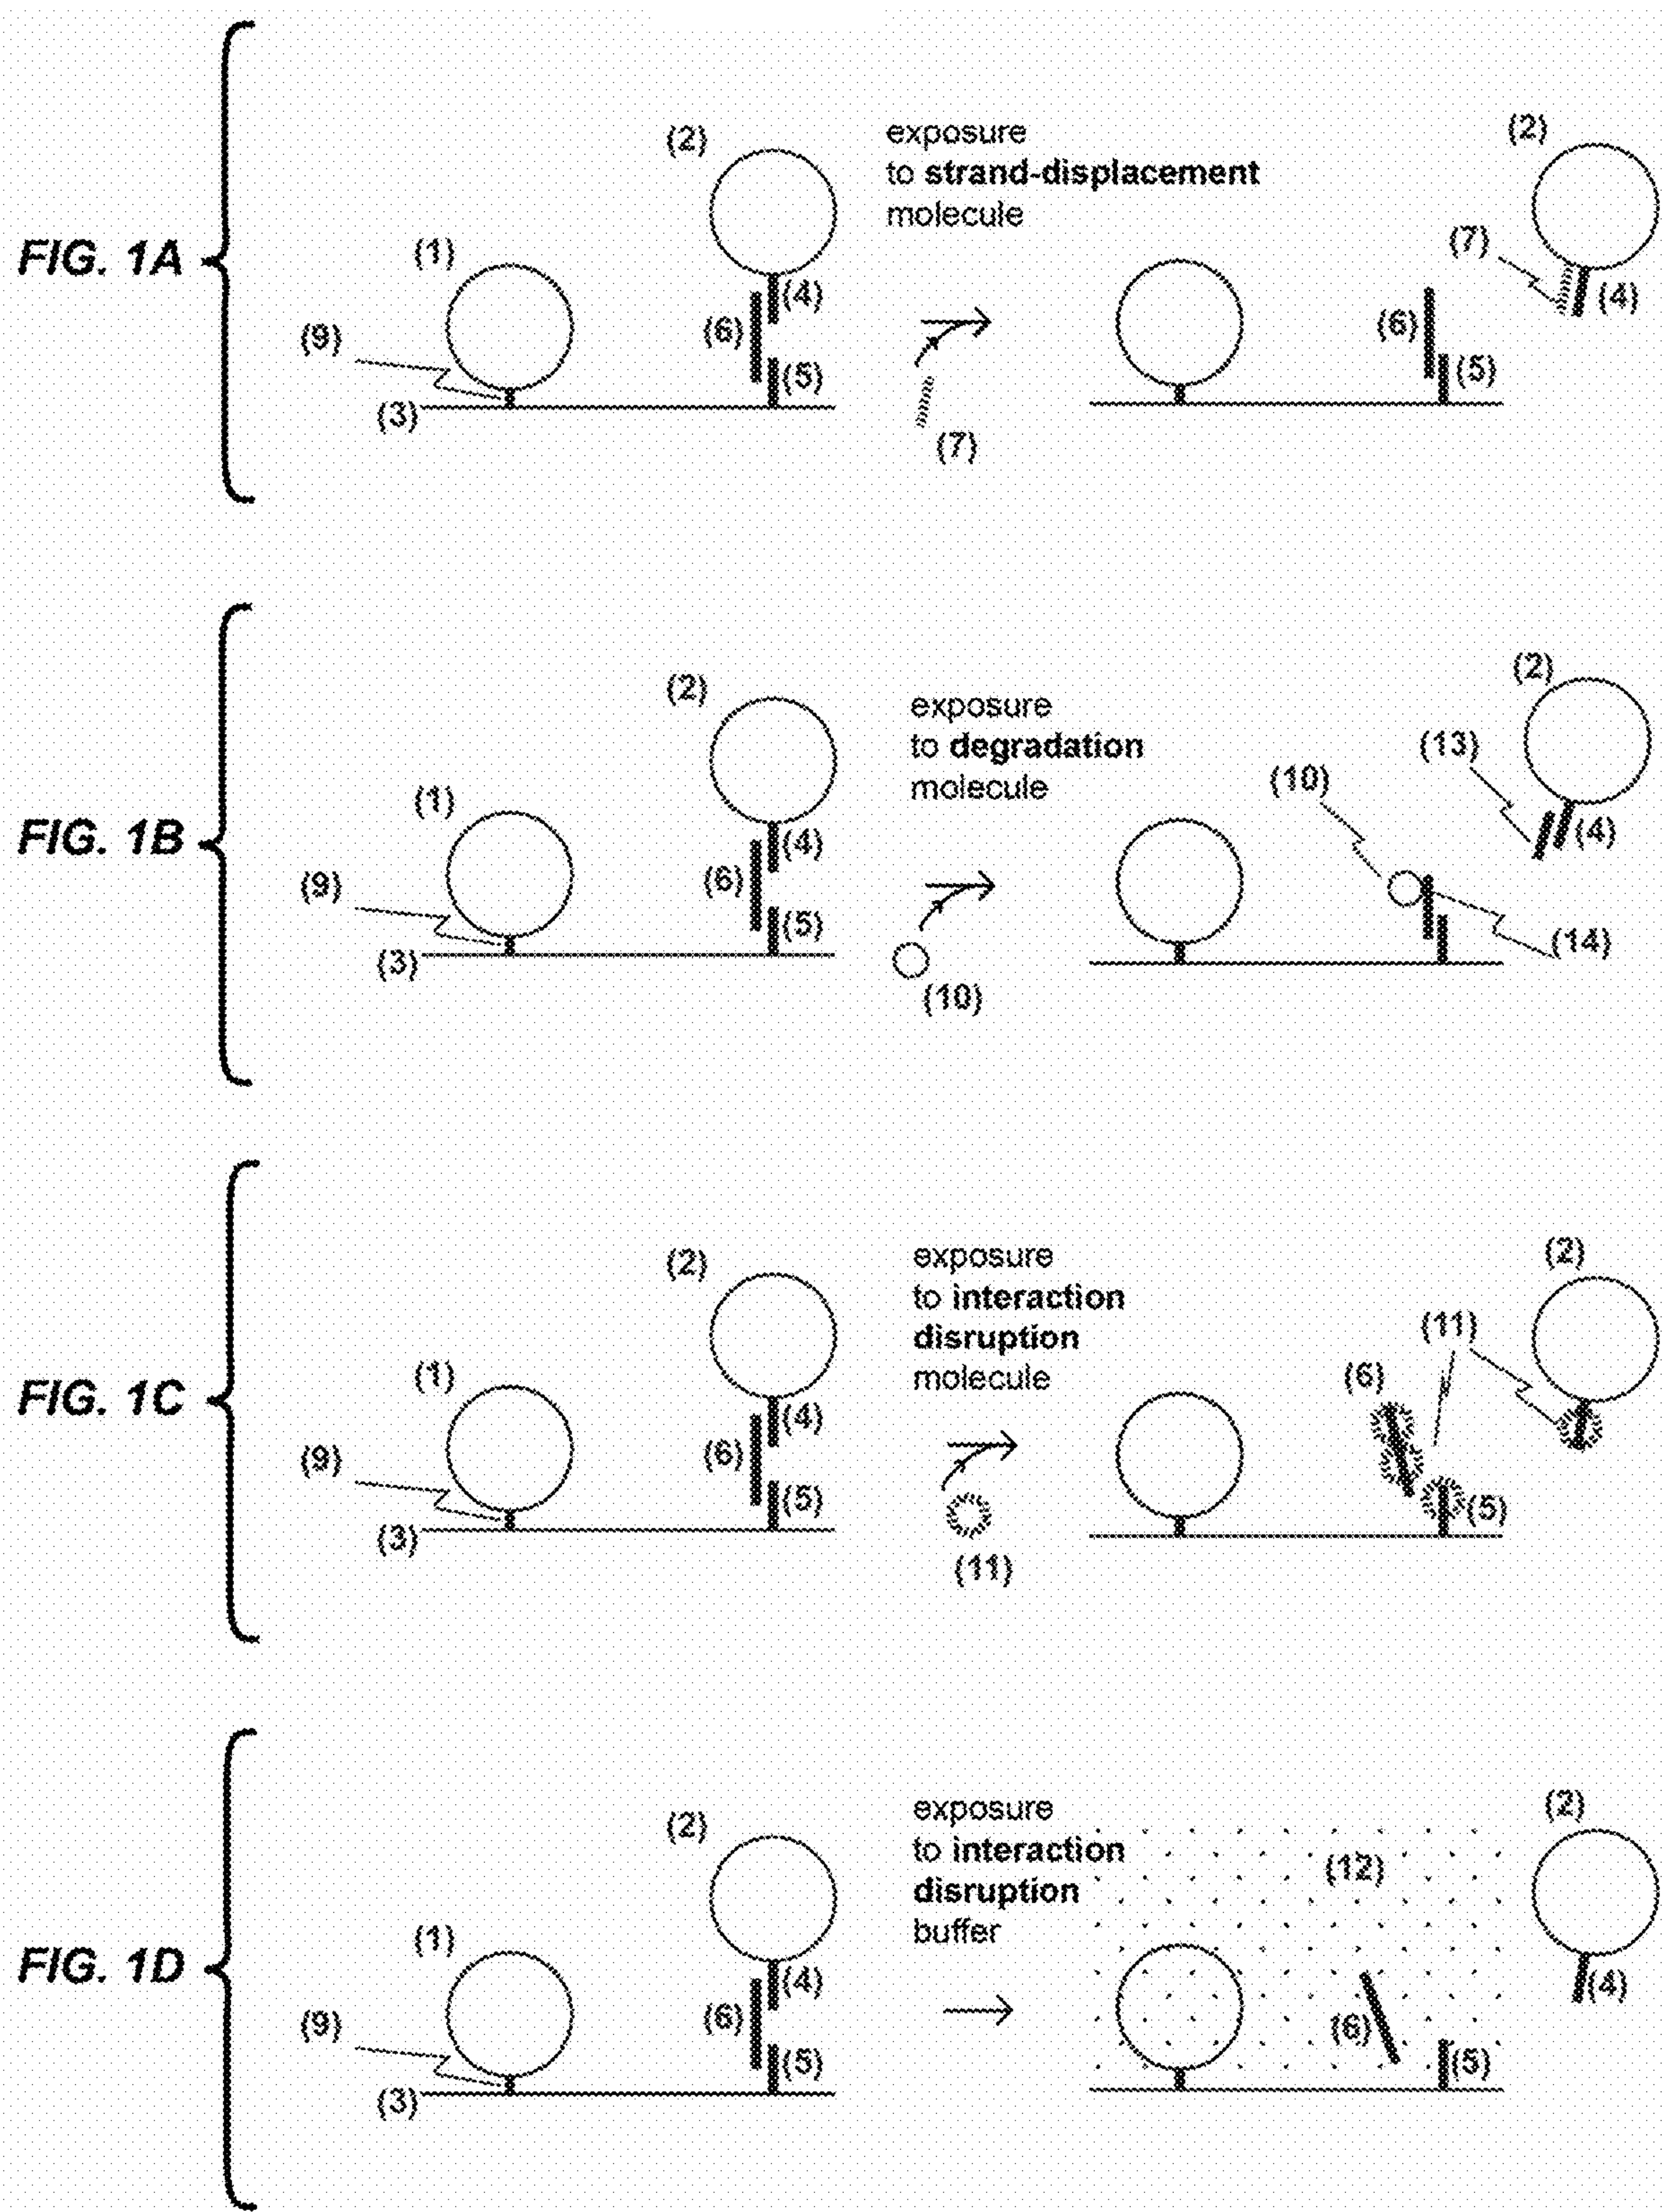 FIG. 1A
(1)
(2)
(9)
(3)
(4)
(6)
(5)
exposure
to strand-displacement
molecule
(7)
(2)
(7)
(4)
(6)
(5)
FIG. 1B
(1)
(2)
(9)
(3)
(4)
(6)
(5)
exposure
to degradation
molecule
(10)
(2)
(13)
(10)
(4)
(14)
FIG. 1C
(1)
(2)
(9)
(3)
(4)
(6)
(5)
exposure
to interaction
disruption
molecule
(11)
(2)
(11)
(6)
(5)
FIG. 1D
(1)
(2)
(9)
(3)
(4)
(6)
(5)
exposure
to interaction
disruption
buffer
(12)
(2)
(4)
(6)
(5)